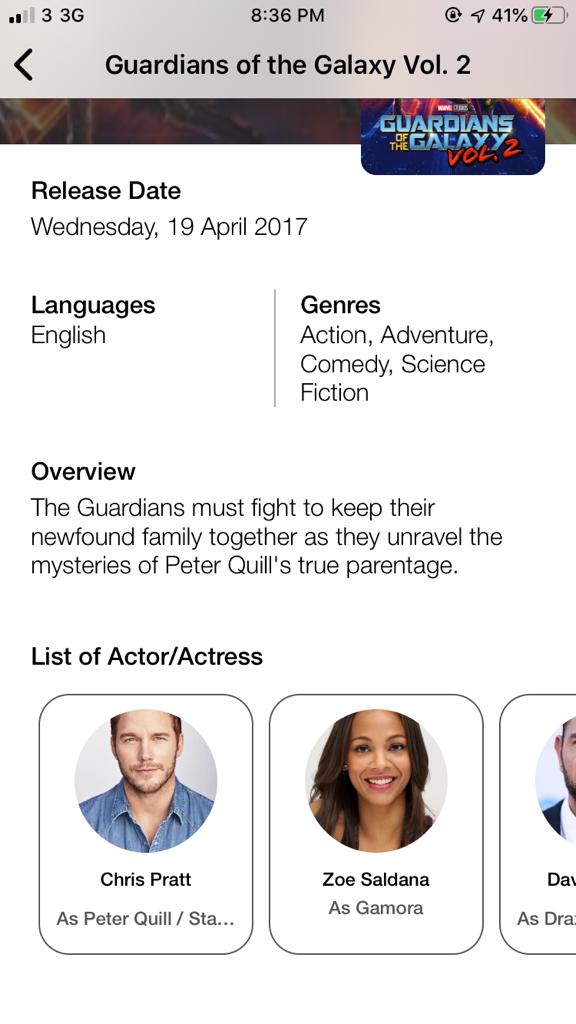 3 3G 8:36 PM 41%
Guardians of the Galaxy Vol. 2
MARVEL STUDIOS
GUARDIANS
OF THE GALAXY
VOL. 2
Release Date
Wednesday, 19 April 2017
Languages
English
Genres
Action, Adventure,
Comedy, Science
Fiction
Overview
The Guardians must fight to keep their
newfound family together as they unravel the
mysteries of Peter Quill's true parentage.
List of Actor/Actress
Chris Pratt
As Peter Quill / Sta...
Zoe Saldana
As Gamora
Dav
As Dra